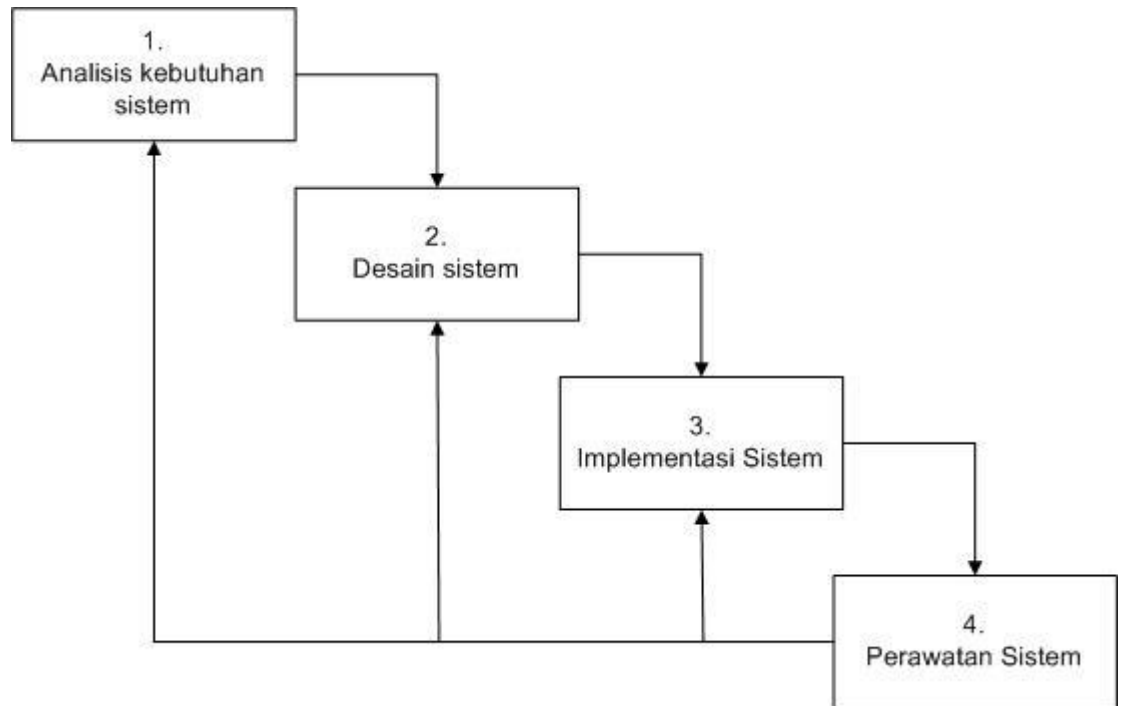 1.
Analisis kebutuhan
sistem
2.
Desain sistem
3.
Implementasi Sistem
4.
Perawatan Sistem